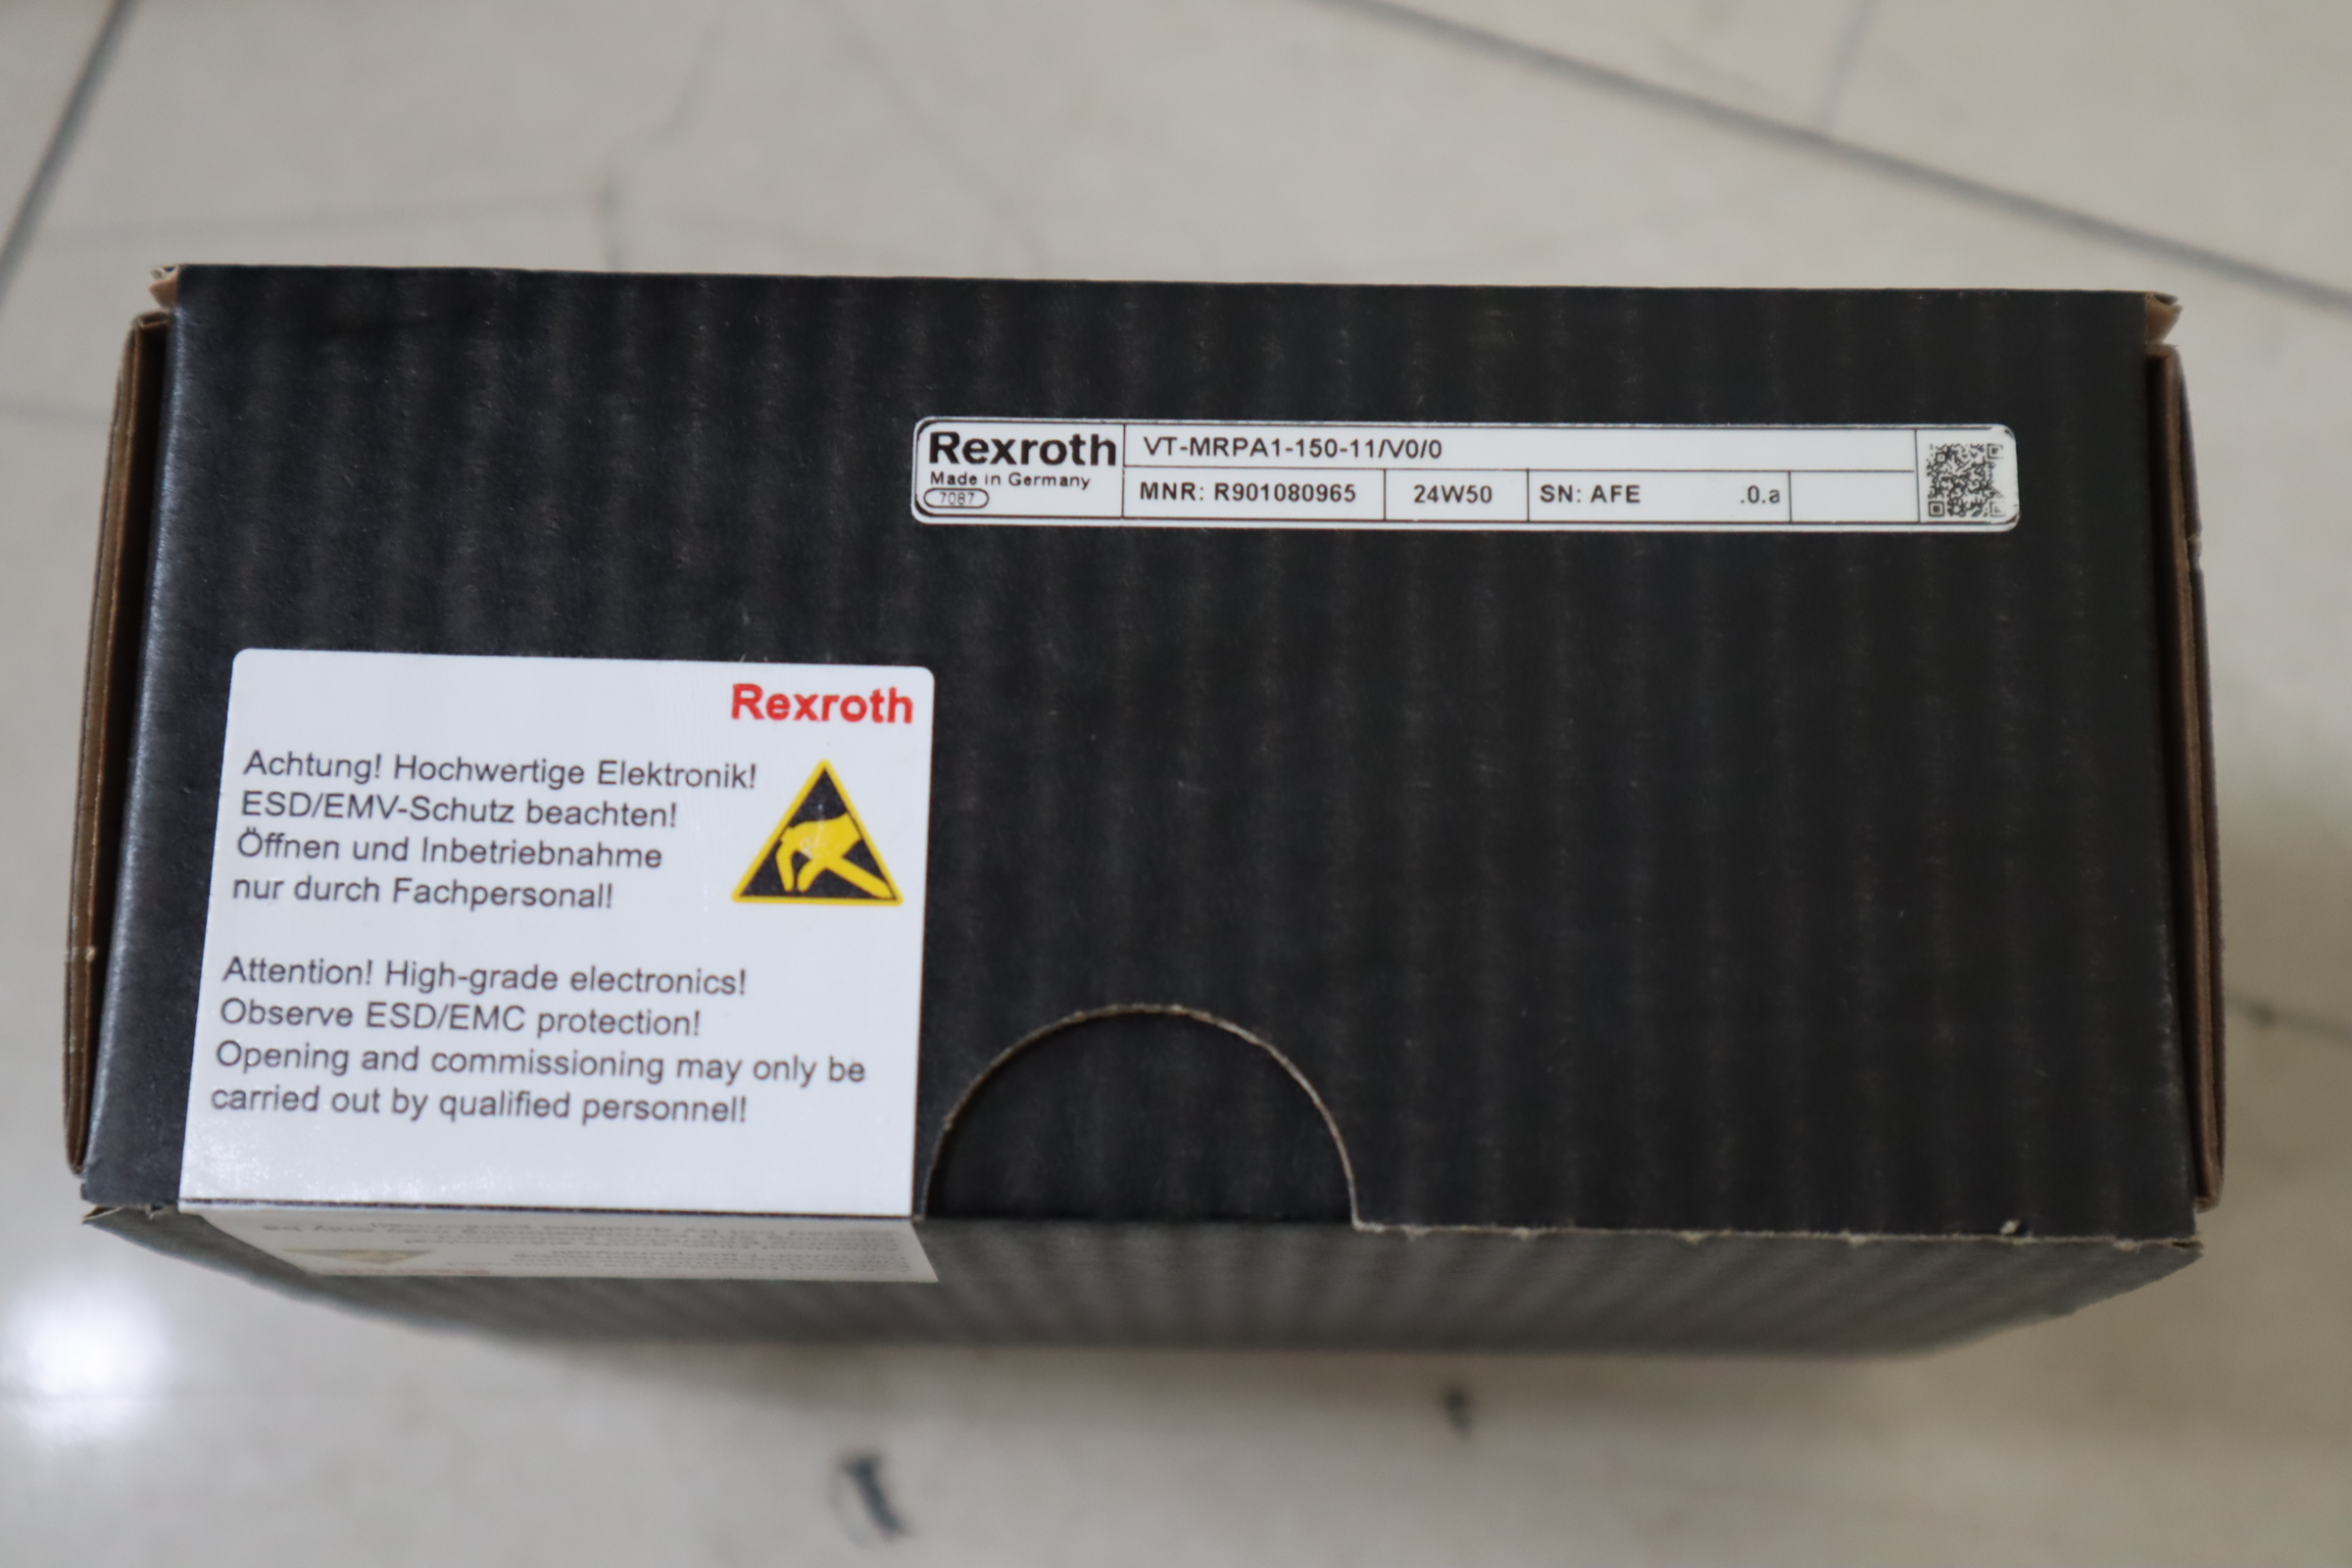 Rexroth
Made in Germany
7087
VT-MRPA1-150-11/V0/0
MNR: R901080965
24W50
SN: AFE .0.a
Rexroth
Achtung! Hochwertige Elektronik!
ESD/EMV-Schutz beachten!
Öffnen und Inbetriebnahme
nur durch Fachpersonal!
Attention! High-grade electronics!
Observe ESD/EMC protection!
Opening and commissioning may only be
carried out by qualified personnel!